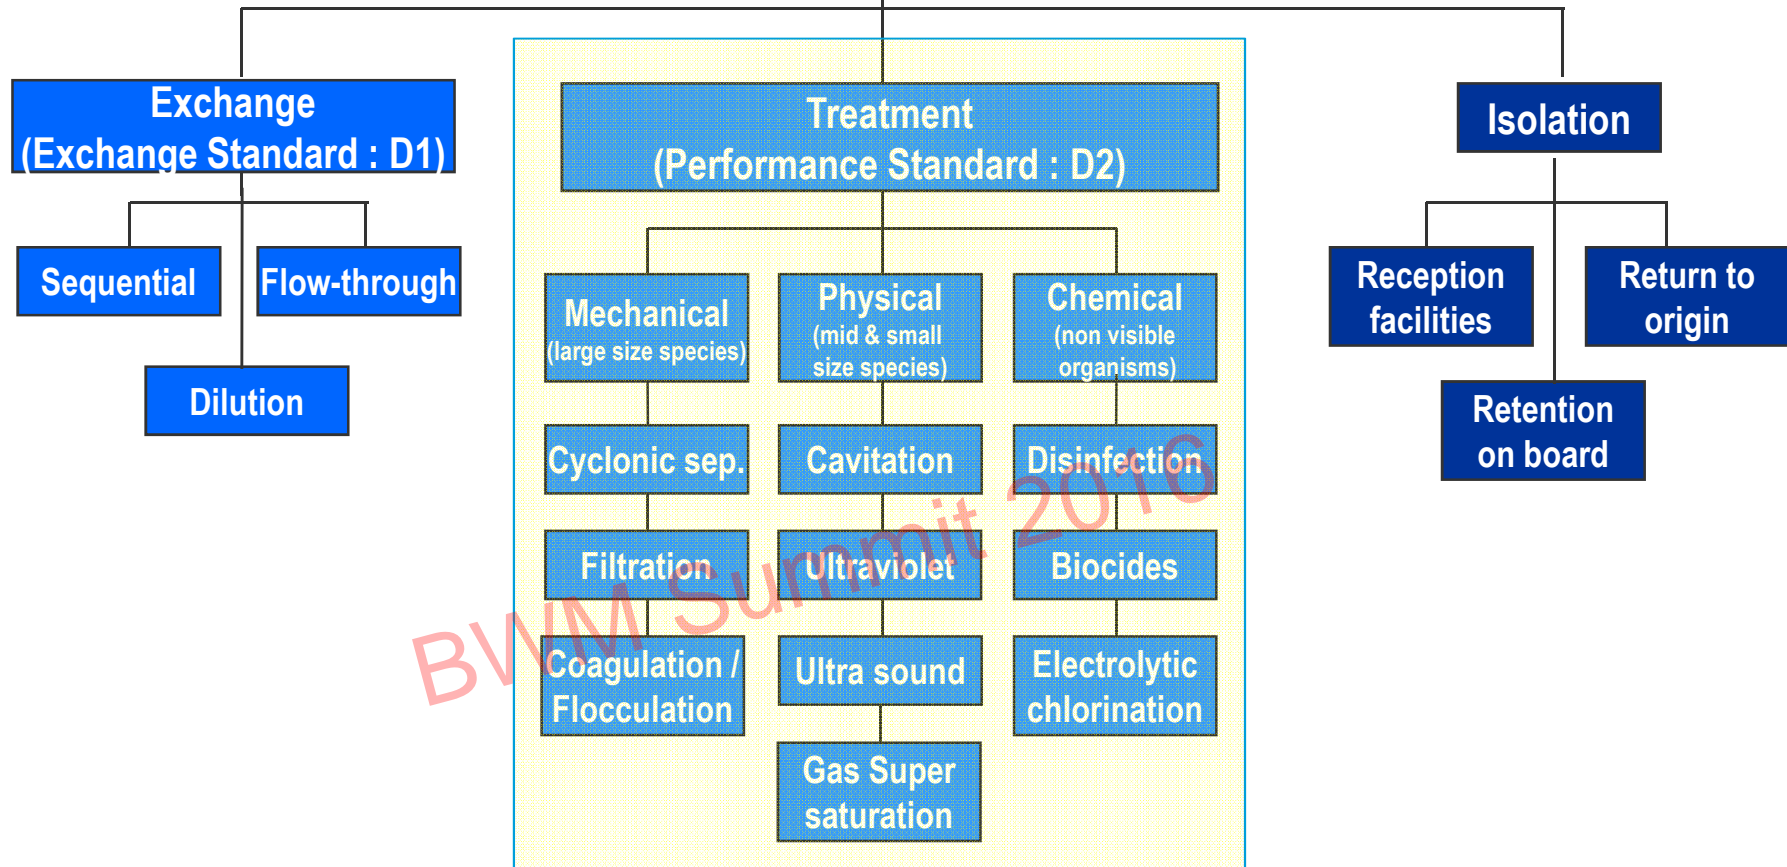 Exchange
(Exchange Standard : D1)
Sequential
Flow-through
Dilution
Treatment
(Performance Standard : D2)
Mechanical
(large size species)
Cyclonic sep.
Filtration
Coagulation /
Flocculation
Physical
(mid & small
size species)
Cavitation
Ultraviolet
Ultra sound
Gas Super
saturation
Chemical
(non visible
organisms)
Disinfection
Biocides
Electrolytic
chlorination
Isolation
Reception
facilities
Return to
origin
Retention
on board
BWM Summit 2016